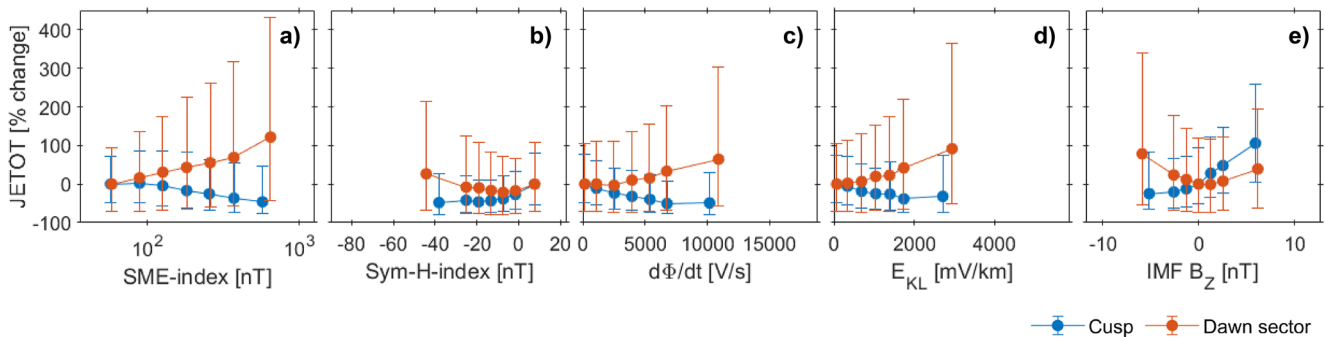 JETOT [% change]
400
300
200
100
0
-100
a)
10²
10³
SME-index [nT]
b)
-80
-60
-40
-20
0
20
Sym-H-index [nT]
c)
0
5000
10000
15000
dΦ/dt [V/s]
d)
0
2000
4000
E_KL [mV/km]
e)
-10
0
10
IMF B_Z [nT]
Cusp
Dawn sector